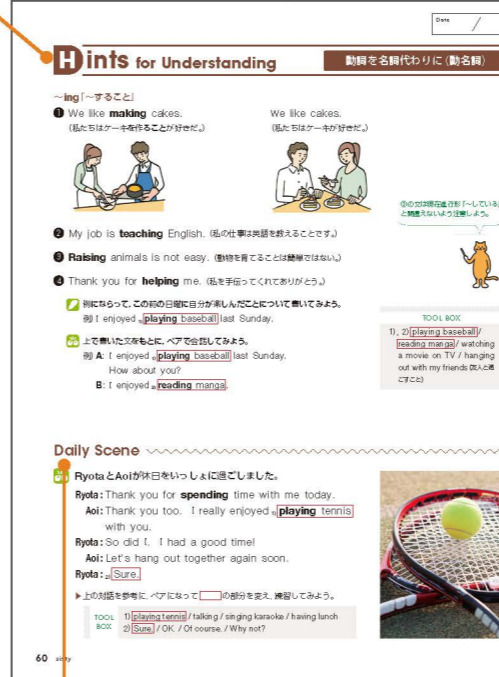 Date
Hints for Understanding
動詞を名詞代わりに(動名詞)
〜ing「〜すること」
❶ We like making cakes.
(私たちはケーキを作ることが好きだ。)
We like cakes.
(私たちはケーキが好きだ。)
❷ My job is teaching English. (私の仕事は英語を教えることです。)
❸ Raising animals is not easy. (動物を育てることは簡単ではない。)
❹ Thank you for helping me. (私を手伝ってくれてありがとう。)
②の文は現在進行形「〜している」
と間違えないよう注意しよう。
例にならって、この前の日曜に自分が楽しんだことについて書いてみよう。
例 I enjoyed 1)playing baseball last Sunday.
上で書いた文をもとに、ペアで会話してみよう。
例 A: I enjoyed 1)playing baseball last Sunday.
How about you?
B: I enjoyed 2)reading manga.
TOOL BOX
1), 2) playing baseball /
reading manga / watching
a movie on TV / hanging
out with my friends (友人と過
ごすこと)
Daily Scene
RyotaとAoiが休日をいっしょに過ごしました。
Ryota: Thank you for spending time with me today.
Aoi: Thank you too. I really enjoyed 1)playing tennis
with you.
Ryota: So did I. I had a good time!
Aoi: Let's hang out together again soon.
Ryota: 2)Sure.
▶上の対話を参考に、ペアになって の部分を変え、練習してみよう。
TOOL BOX
1) playing tennis / talking / singing karaoke / having lunch
2) Sure. / OK. / Of course. / Why not?
60